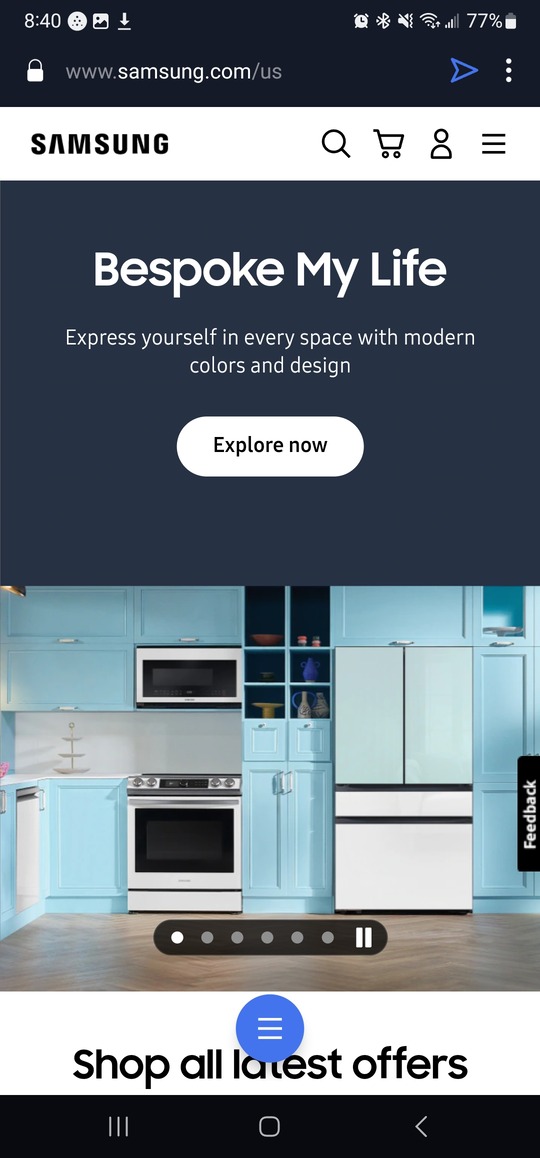 8:40 77%
www.samsung.com/us
SAMSUNG
Bespoke My Life
Express yourself in every space with modern
colors and design
Explore now
Feedback
Shop all latest offers